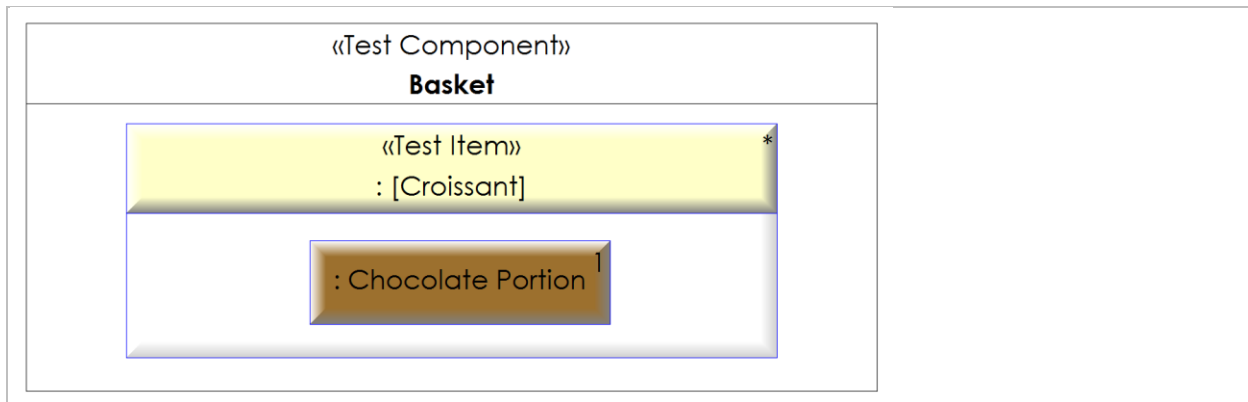 «Test Component»
Basket
«Test Item»
*
: [Croissant]
1
: Chocolate Portion